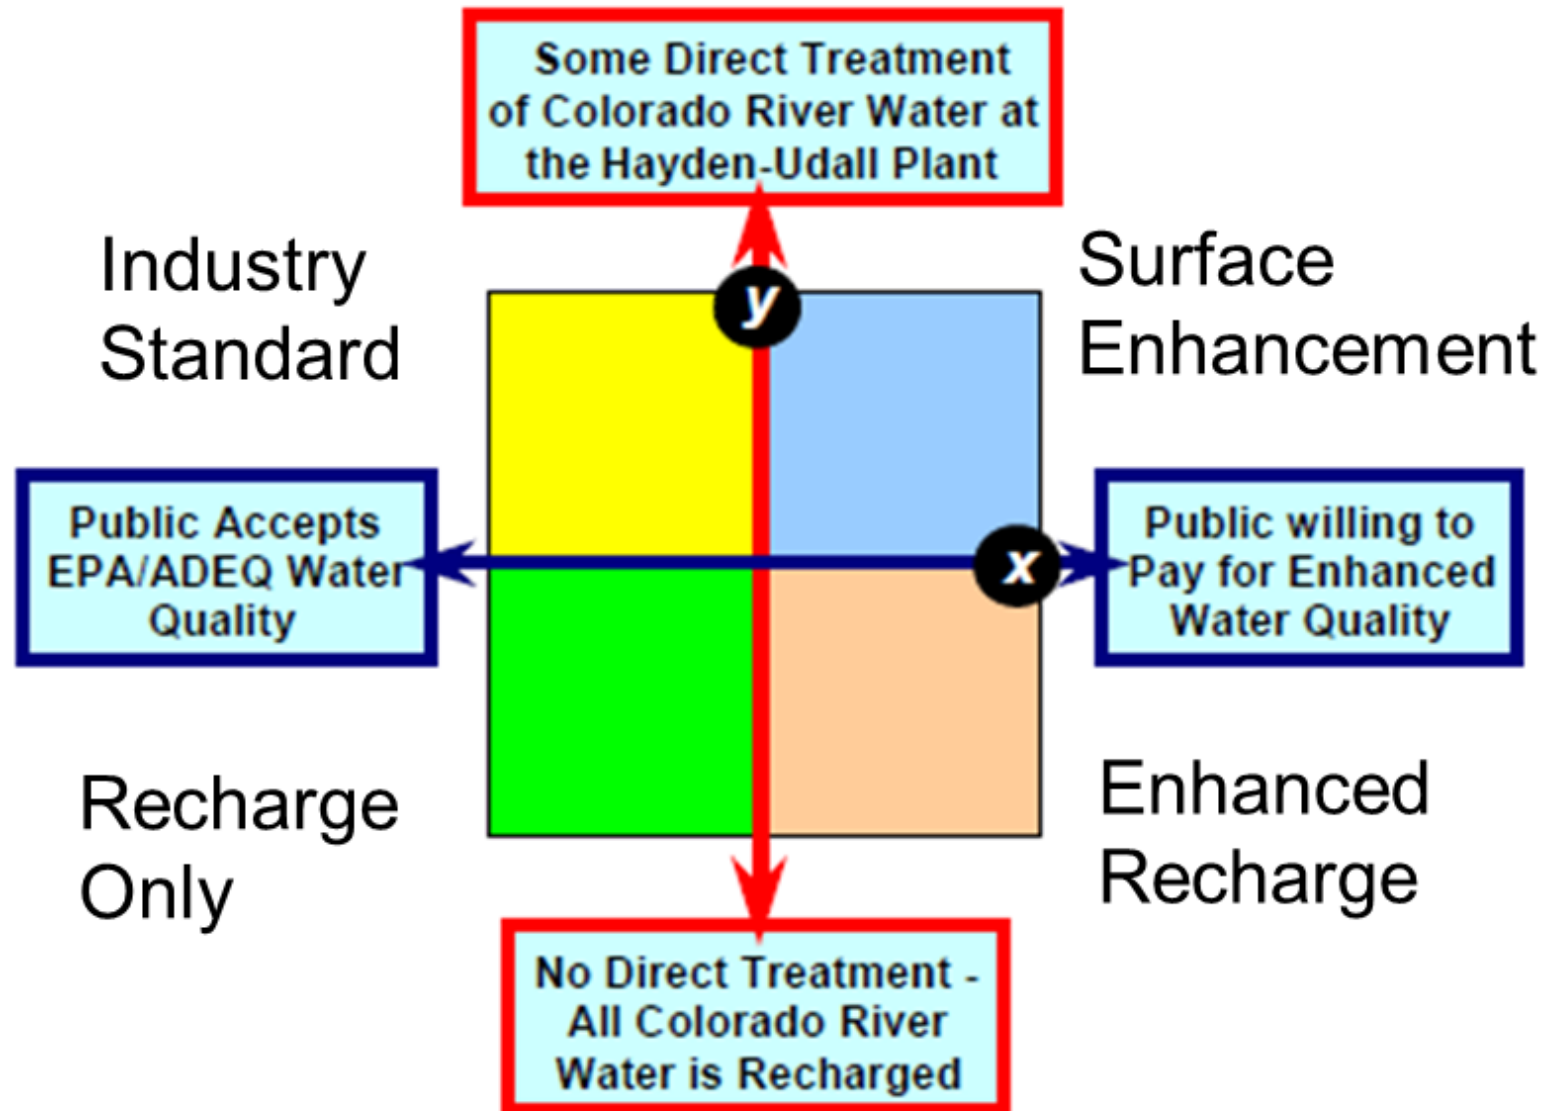 Some Direct Treatment
of Colorado River Water at
the Hayden-Udall Plant
Industry
Standard
Surface
Enhancement
y
Public Accepts
EPA/ADEQ Water
Quality
x
Public willing to
Pay for Enhanced
Water Quality
Recharge
Only
Enhanced
Recharge
No Direct Treatment -
All Colorado River
Water is Recharged